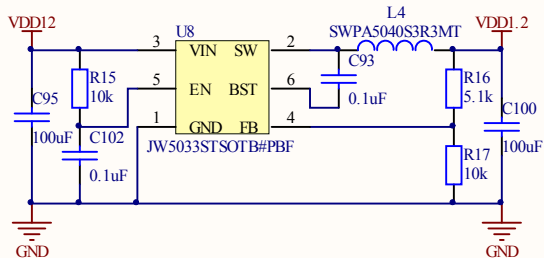 VDD12
U8
L4
SWPA5040S3R3MT
VDD1.2
3
VIN
SW
2
C93
0.1uF
R15
10k
5
EN
BST
6
R16
5.1k
C95
100uF
C102
0.1uF
1
GND
FB
4
C100
100uF
JW5033STSOTB#PBF
R17
10k
GND
GND